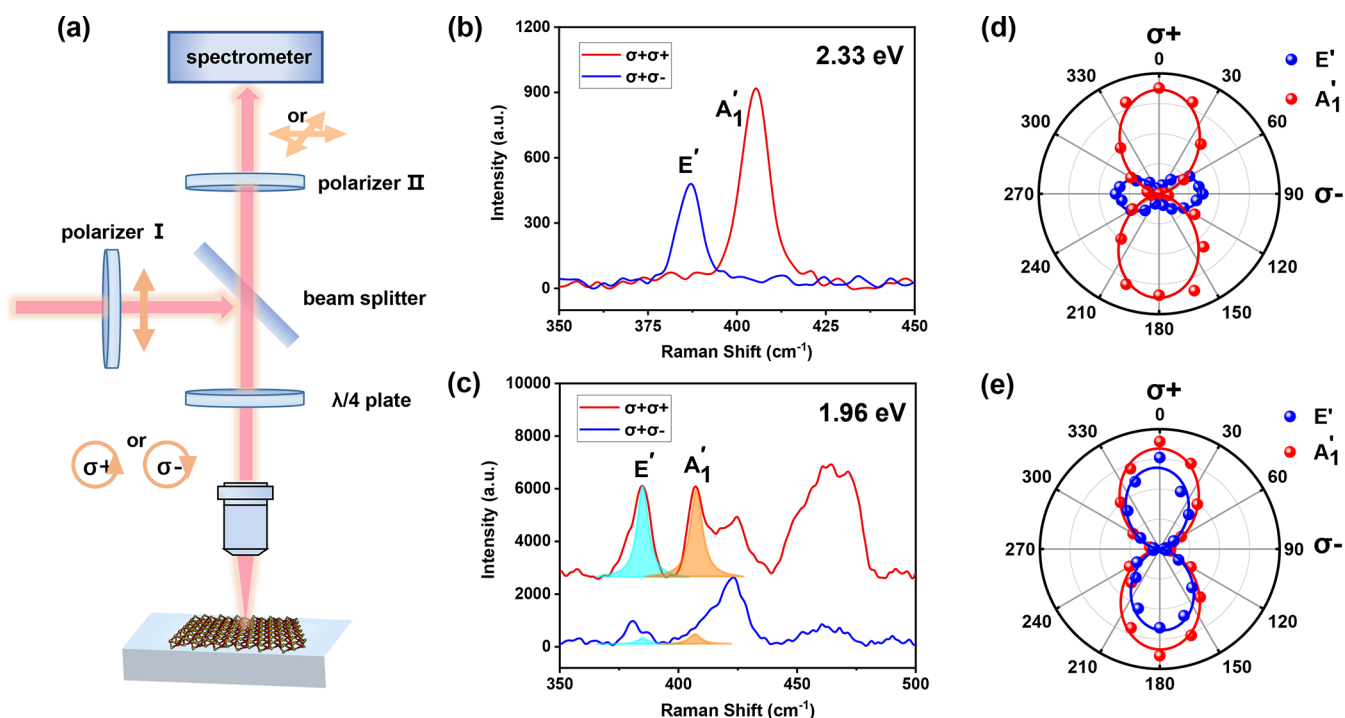 (a)
spectrometer
or
polarizer II
polarizer I
beam splitter
λ/4 plate
or
σ+
σ-
(b)
1200
900
600
300
0
Intensity (a.u.)
σ+σ+
σ+σ-
2.33 eV
E′
A′1
350
375
400
425
450
Raman Shift (cm-1)
(c)
10000
8000
6000
4000
2000
0
Intensity (a.u.)
σ+σ+
σ+σ-
1.96 eV
E′
A′1
350
400
450
500
Raman Shift (cm-1)
(d)
σ+
0
30
60
90
120
150
180
210
240
270
300
330
σ-
E'
A'1
(e)
σ+
0
30
60
90
120
150
180
210
240
270
300
330
σ-
E'
A'1